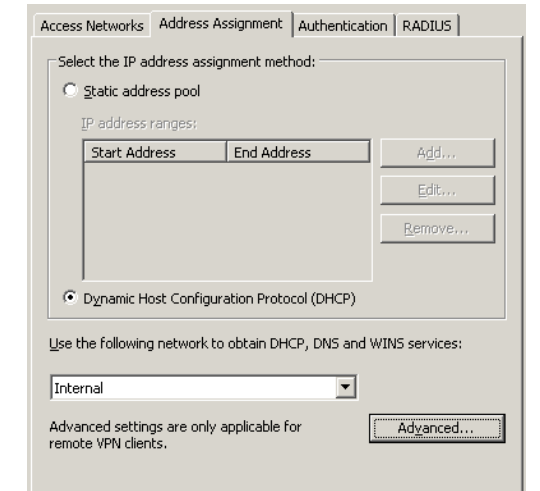 Access Networks Address Assignment Authentication RADIUS
Select the IP address assignment method:
Static address pool
IP address ranges:
Start Address End Address
Add...
Edit...
Remove...
Dynamic Host Configuration Protocol (DHCP)
Use the following network to obtain DHCP, DNS and WINS services:
Internal
Advanced settings are only applicable for
remote VPN clients.
Advanced...